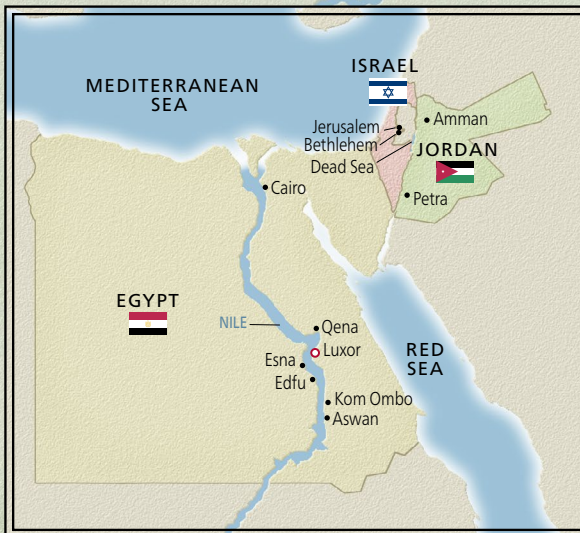 ISRAEL
MEDITERRANEAN
SEA
Jerusalem
Amman
Bethlehem
JORDAN
Dead Sea
Cairo
Petra
EGYPT
NILE
Qena
Luxor
RED
SEA
Esna
Edfu
Kom Ombo
Aswan